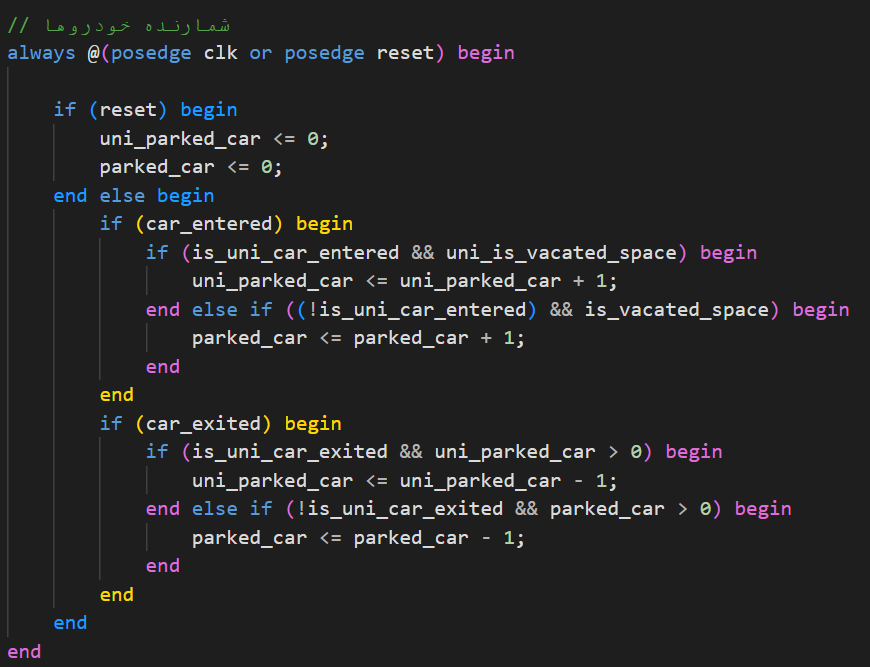 // شمارنده خودروها
always @(posedge clk or posedge reset) begin
if (reset) begin
uni_parked_car <= 0;
parked_car <= 0;
end else begin
if (car_entered) begin
if (is_uni_car_entered && uni_is_vacated_space) begin
uni_parked_car <= uni_parked_car + 1;
end else if ((!is_uni_car_entered) && is_vacated_space) begin
parked_car <= parked_car + 1;
end
end
if (car_exited) begin
if (is_uni_car_exited && uni_parked_car > 0) begin
uni_parked_car <= uni_parked_car - 1;
end else if (!is_uni_car_exited && parked_car > 0) begin
parked_car <= parked_car - 1;
end
end
end
end